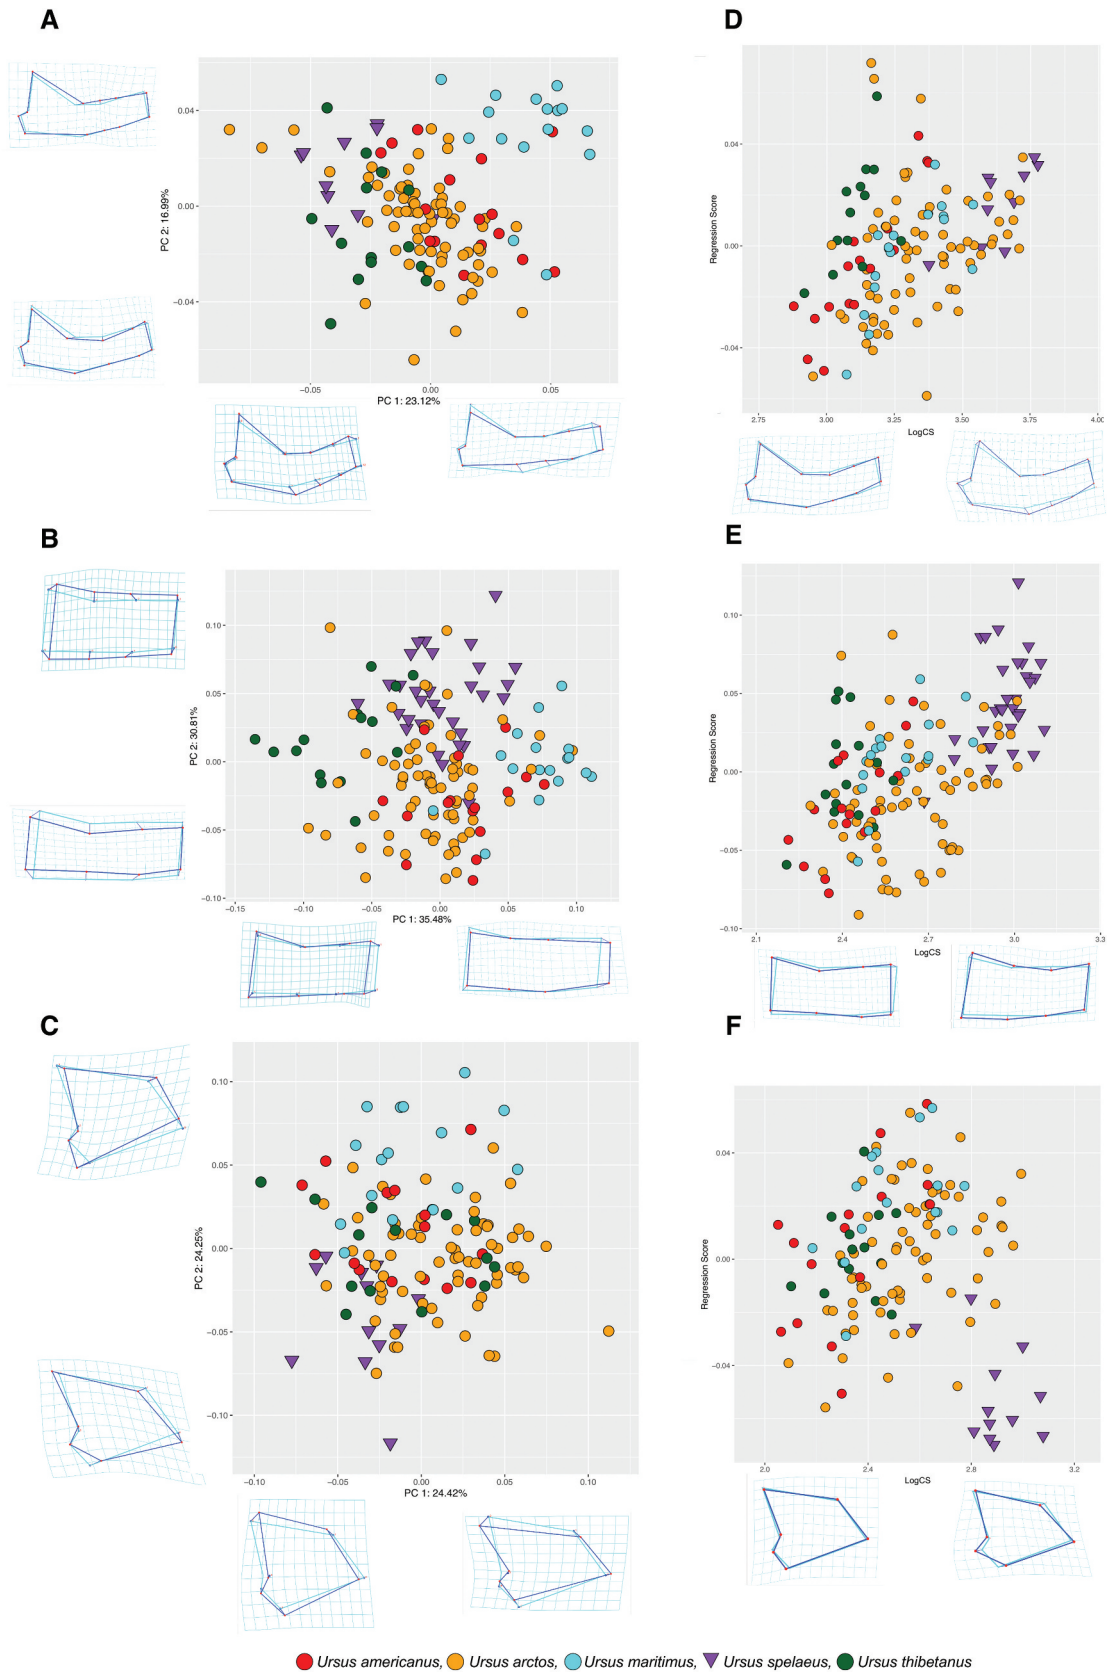 A
D
0.04
0.00
−0.04
PC 2: 16.99%
−0.05
0.00
0.05
PC 1: 23.12%
0.04
0.00
−0.04
Regression Score
2.75
3.00
3.25
3.50
3.75
4.00
LogCS
B
E
0.10
0.05
0.00
−0.05
−0.10
PC 2: 30.81%
−0.15
−0.10
−0.05
0.00
0.05
0.10
PC 1: 35.48%
0.10
0.05
0.00
−0.05
−0.10
Regression Score
2.1
2.4
2.7
3.0
3.3
LogCS
C
F
0.10
0.05
0.00
−0.05
−0.10
PC 2: 24.25%
−0.10
−0.05
0.00
0.05
0.10
PC 1: 24.42%
0.04
0.00
−0.04
Regression Score
2.0
2.4
2.8
3.2
LogCS
Ursus americanus, Ursus arctos, Ursus maritimus, Ursus spelaeus, Ursus thibetanus